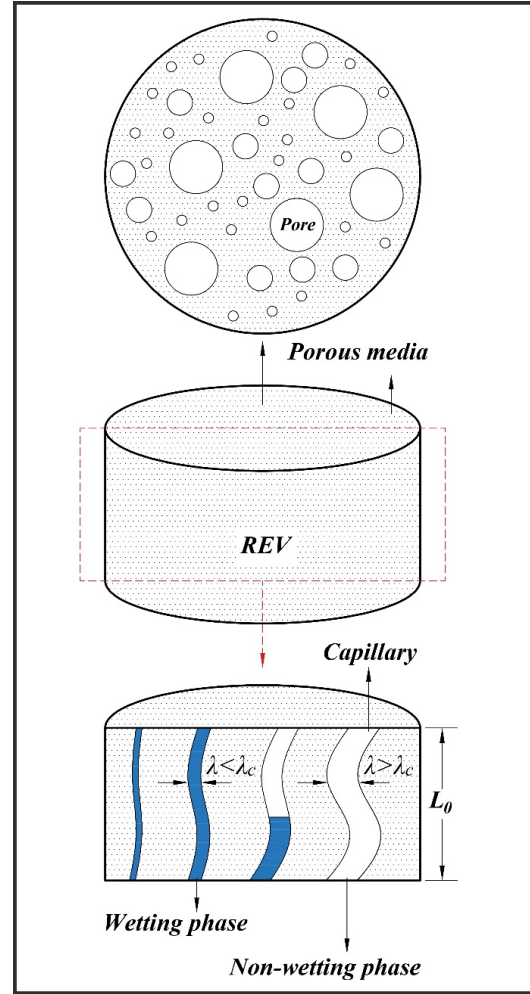 Pore
Porous media
REV
Capillary
λ<λc
λ>λc
L0
Wetting phase
Non-wetting phase